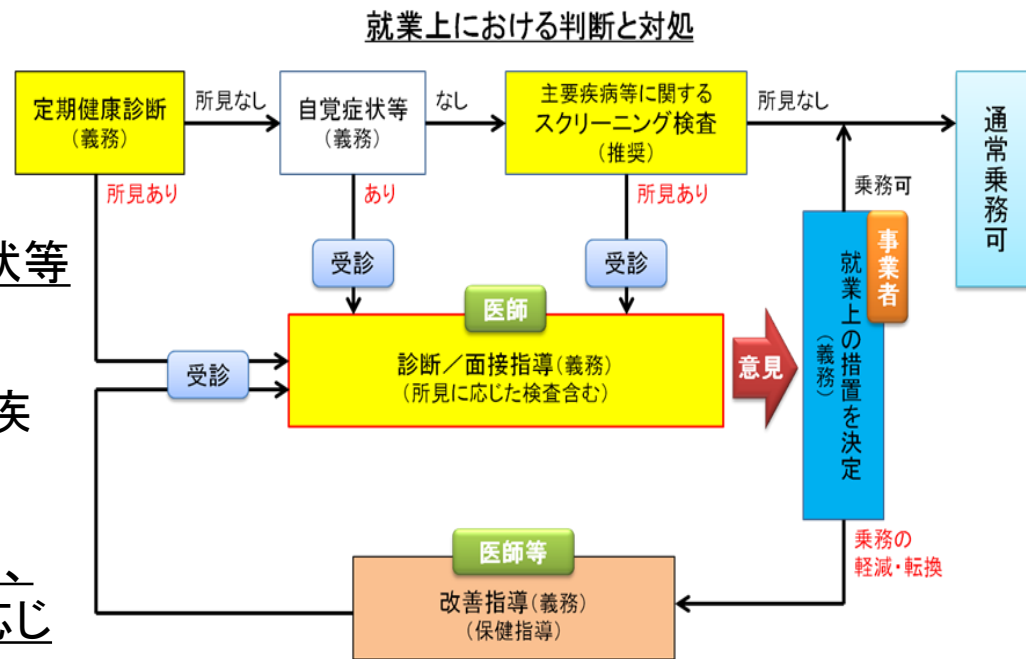 就業上における判断と対処
定期健康診断
(義務)
所見なし
自覚症状等
(義務)
なし
主要疾病等に関する
スクリーニング検査
(推奨)
所見なし
通常乗務可
所見あり
あり
所見あり
乗務可
状等
受診
受診
事業者
就業上の措置を決定
(義務)
医師
診断／面接指導(義務)
(所見に応じた検査含む)
意見
受診
疾
医師等
乗務の
軽減・転換
、
改善指導(義務)
(保健指導)
応じ